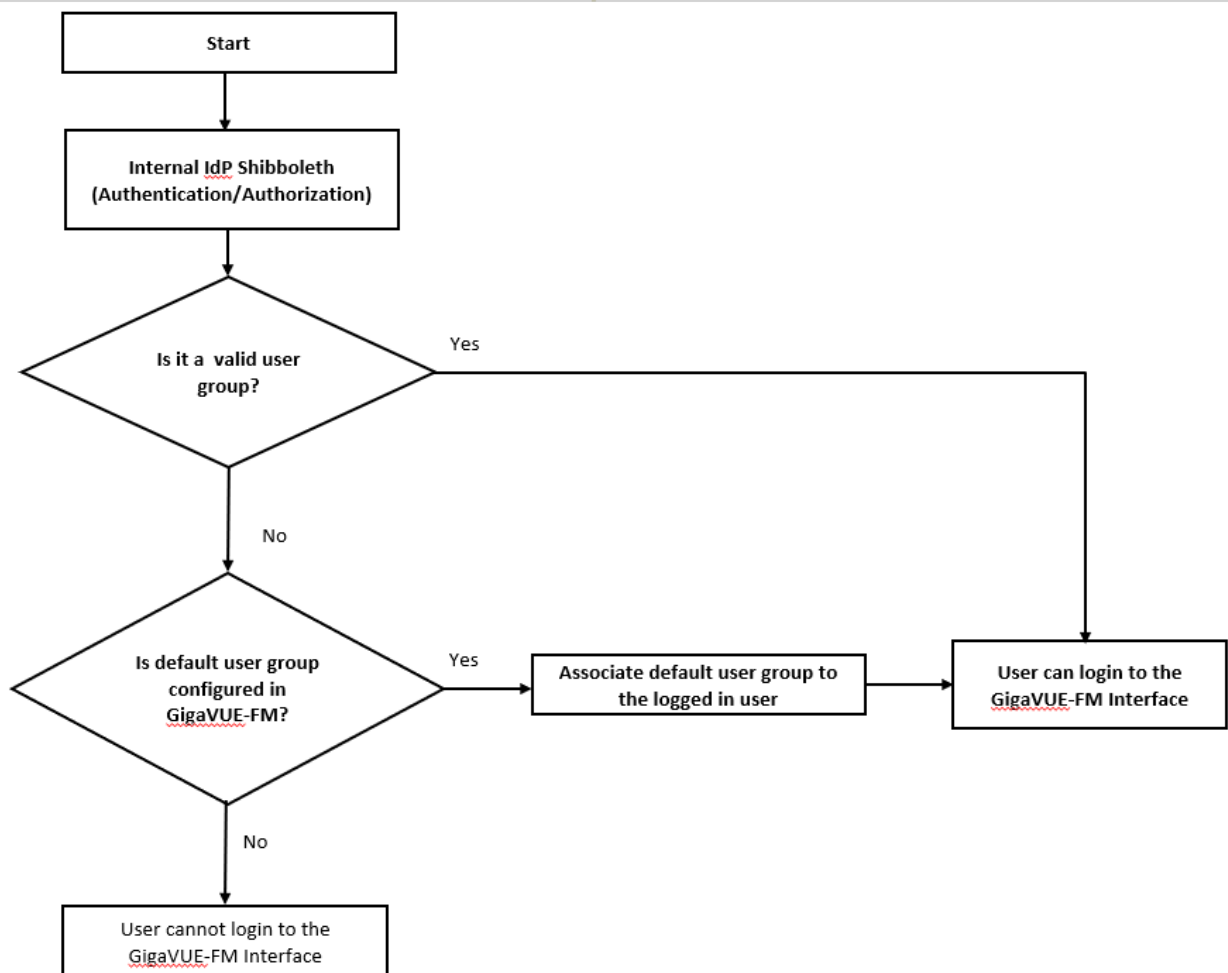 Start
Internal IdP Shibboleth
(Authentication/Authorization)
Is it a valid user
group?
Yes
No
Is default user group
configured in
GigaVUE-FM?
Yes
Associate default user group to
the logged in user
User can login to the
GigaVUE-FM Interface
No
User cannot login to the
GigaVUE-FM Interface